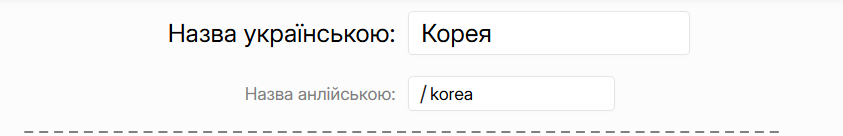 Назва українською: Корея
Назва анлійською: / korea